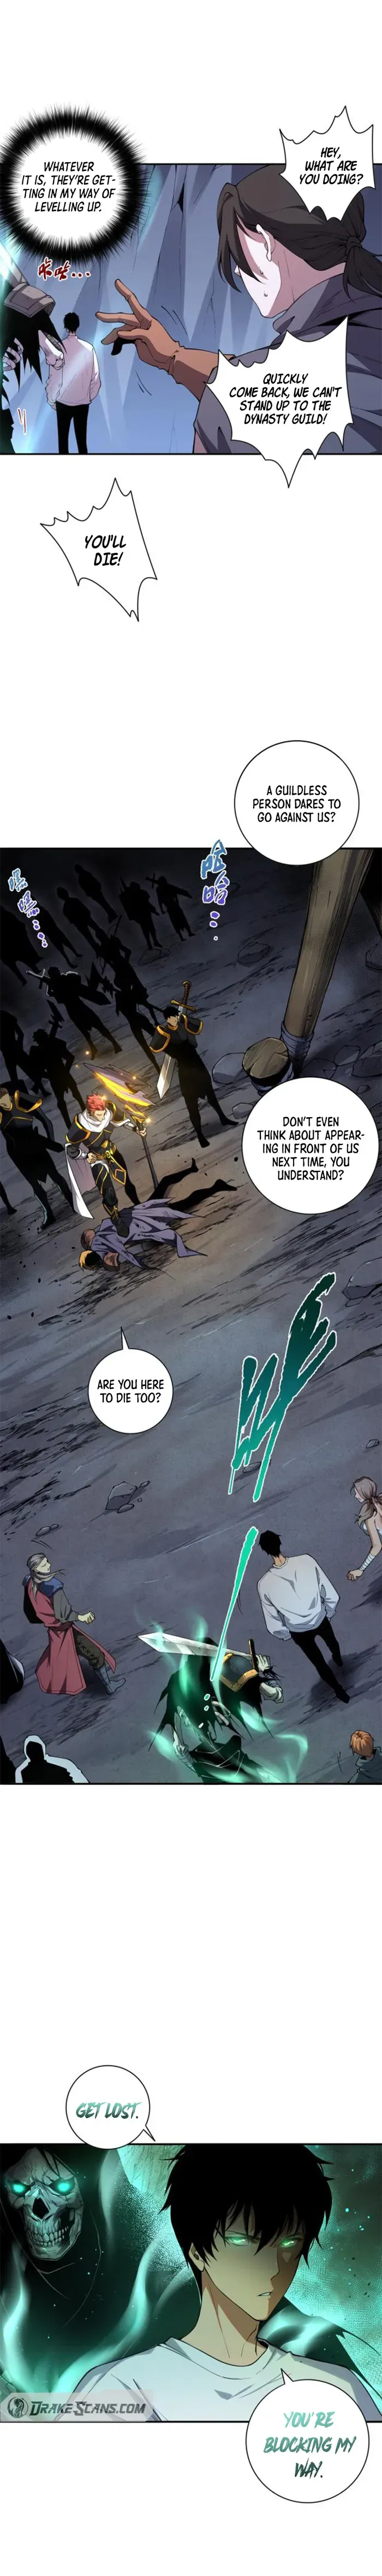 HEY,
WHAT ARE
YOU DOING?
WHATEVER
IT IS, THEY'RE GET-
TING IN MY WAY OF
LEVELLING UP.
QUICKLY
COME BACK, WE CAN'T
STAND UP TO THE
DYNASTY GUILD!
YOU'LL
DIE!
A GUILDLESS
PERSON DARES TO
GO AGAINST US?
哈
哈
DON'T EVEN
THINK ABOUT APPEAR-
ING IN FRONT OF US
NEXT TIME, YOU
UNDERSTAND?
ARE YOU HERE
TO DIE TOO?
GET LOST.
DRAKESCANS.COM
YOU'RE
BLOCKING MY
WAY.